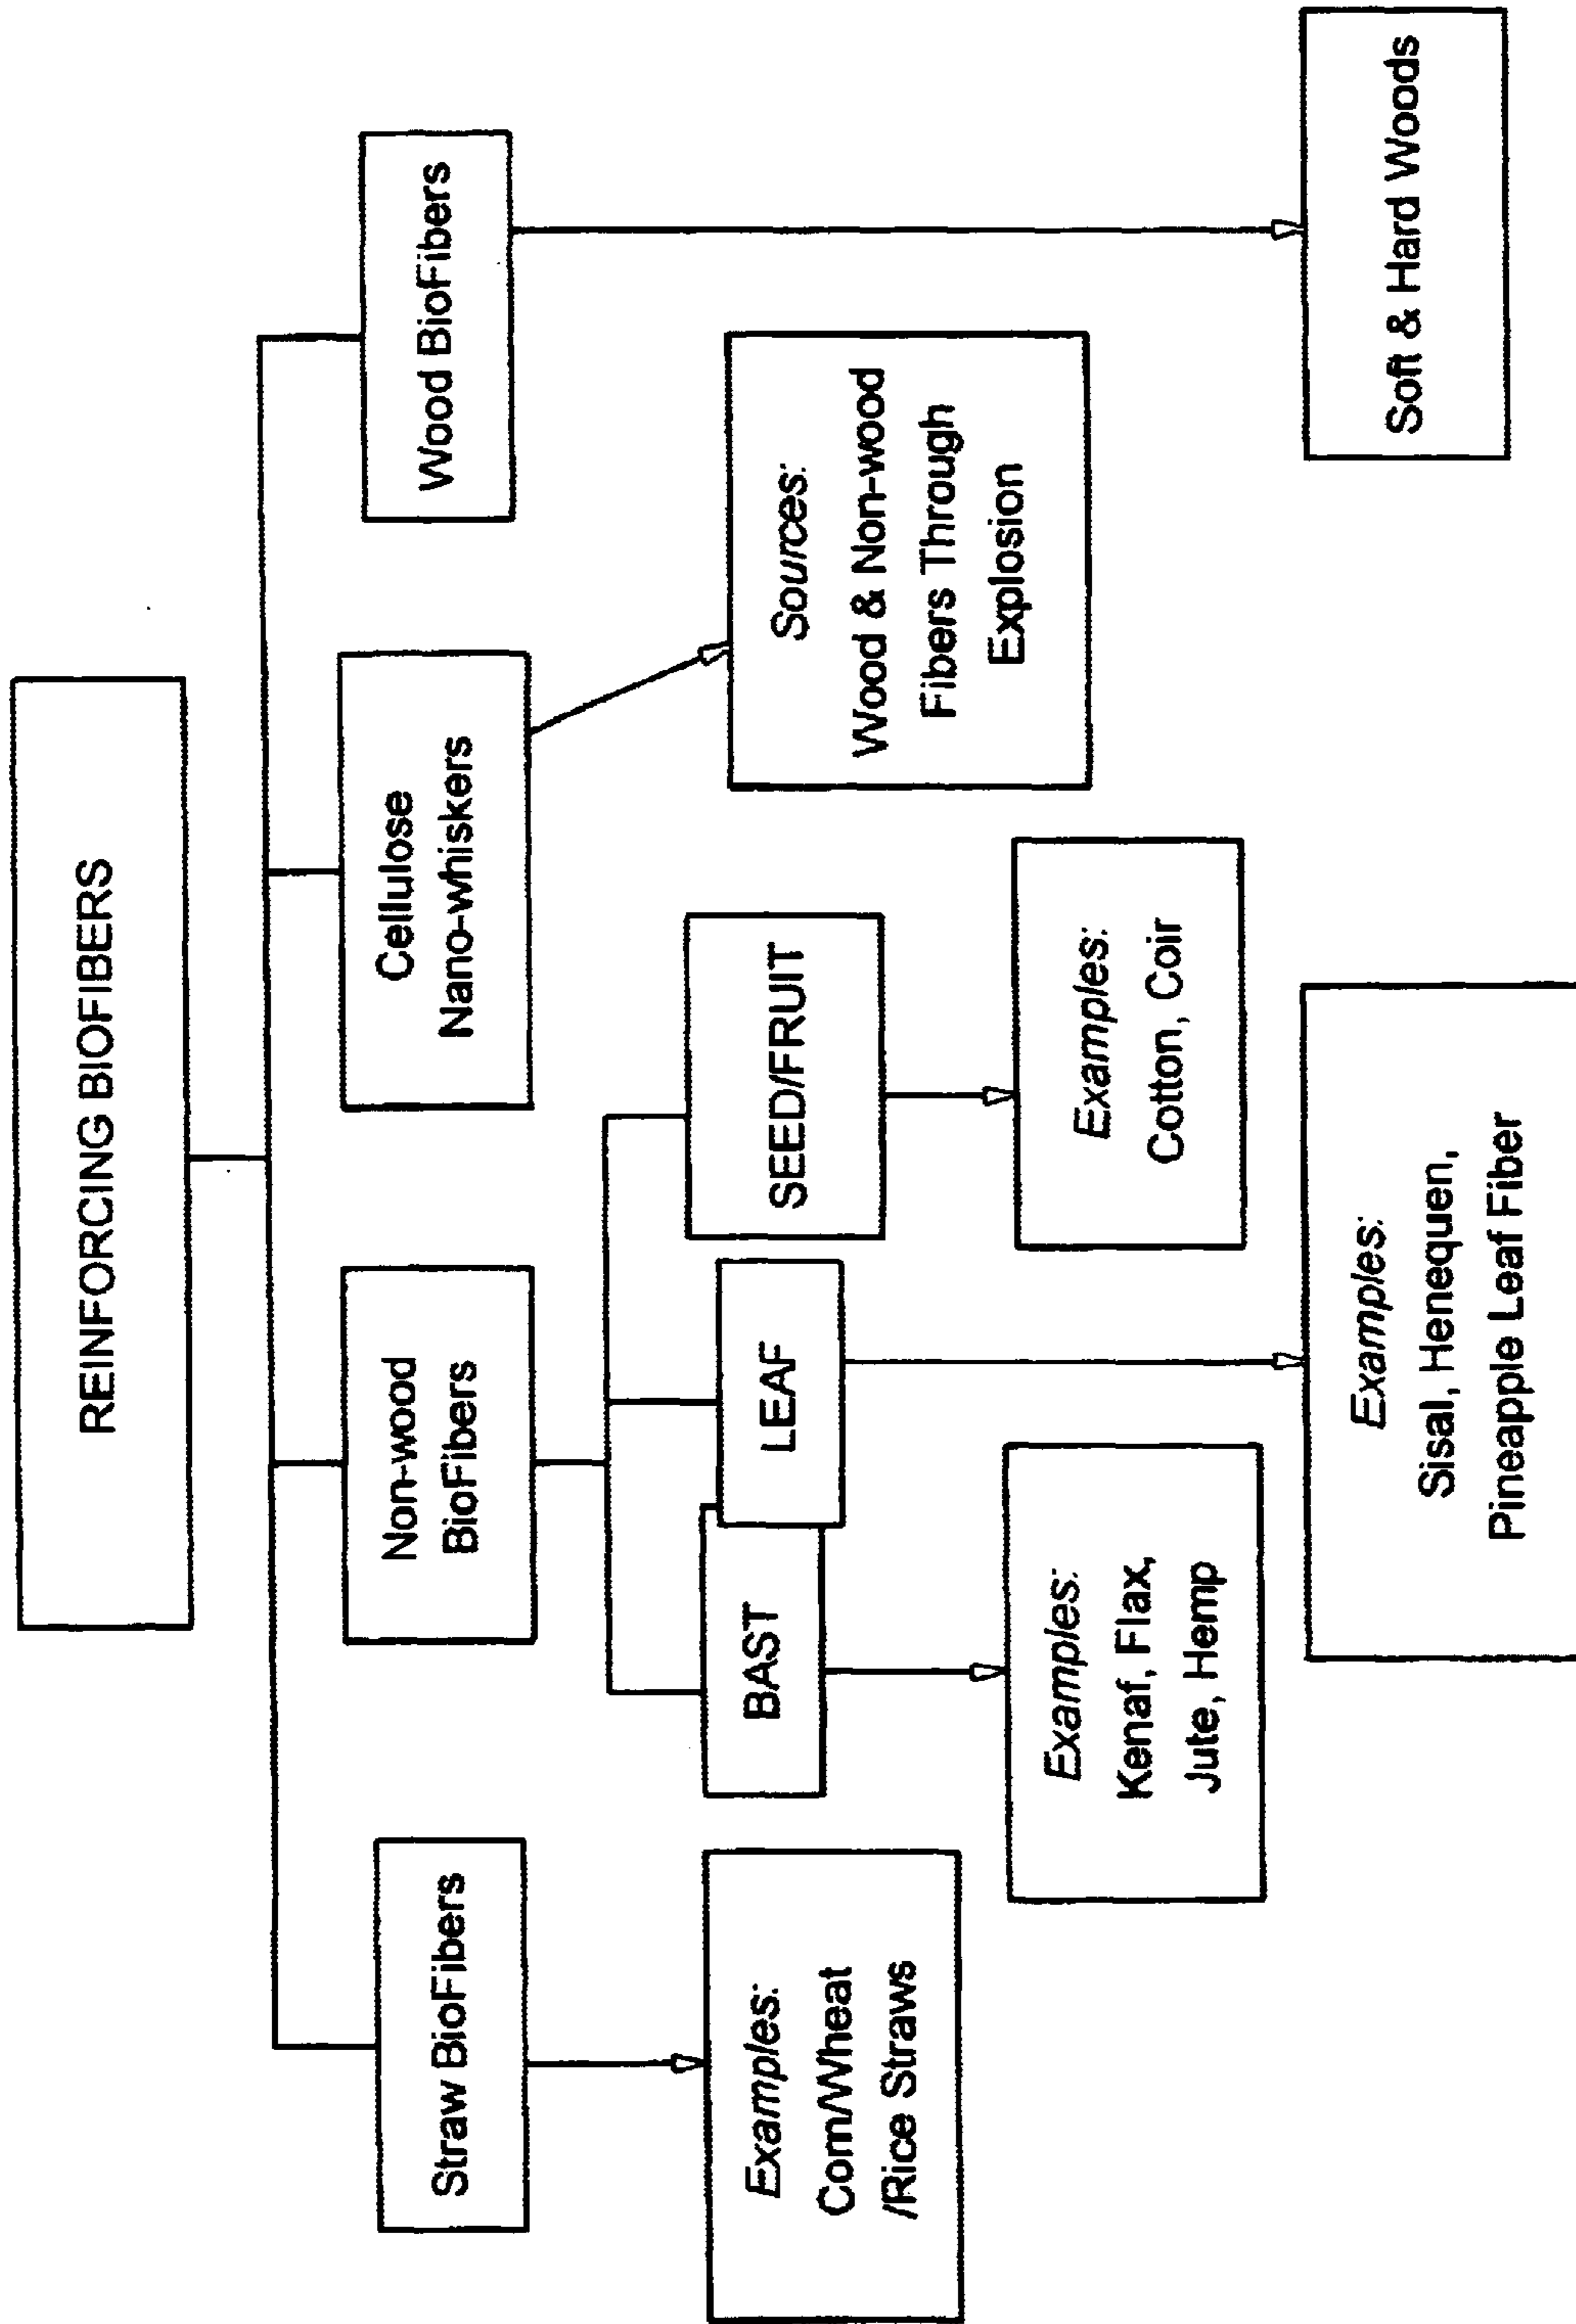 REINFORCING BIOFIBERS
Straw BioFibers
Non-wood
BioFibers
Cellulose
Nano-whiskers
Wood BioFibers
BAST
LEAF
SEED/FRUIT
Examples:
Corn/Wheat
/Rice Straws
Sources:
Wood & Non-wood
Fibers Through
Explosion
Examples:
Kenaf, Flax,
Jute, Hemp
Examples:
Cotton, Coir
Examples:
Sisal, Henequen,
Pineapple Leaf Fiber
Soft & Hard Woods